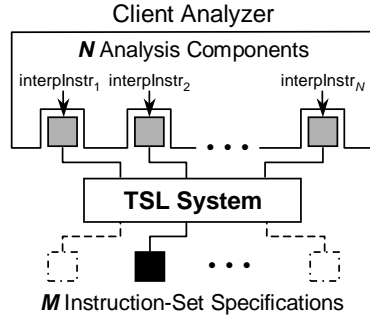 Client Analyzer
N Analysis Components
interpInstr1 interpInstr2 interpInstrN
• • •
TSL System
• • •
M Instruction-Set Specifications